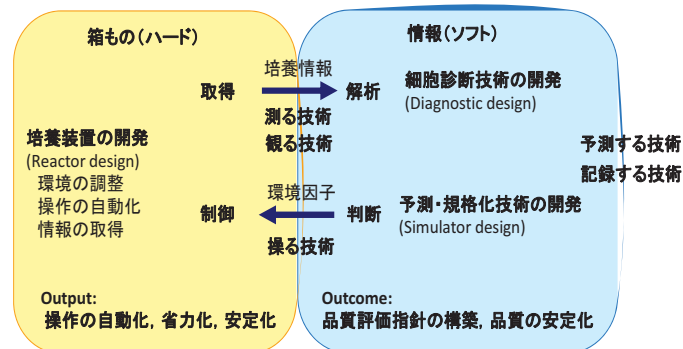 箱もの（ハード）
情報（ソフト）
取得
培養情報
解析
測る技術
観る技術
細胞診断技術の開発
(Diagnostic design)
培養装置の開発
(Reactor design)
環境の調整
操作の自動化
情報の取得
予測する技術
記録する技術
制御
環境因子
判断
操る技術
予測・規格化技術の開発
(Simulator design)
Output:
操作の自動化, 省力化, 安定化
Outcome:
品質評価指針の構築, 品質の安定化